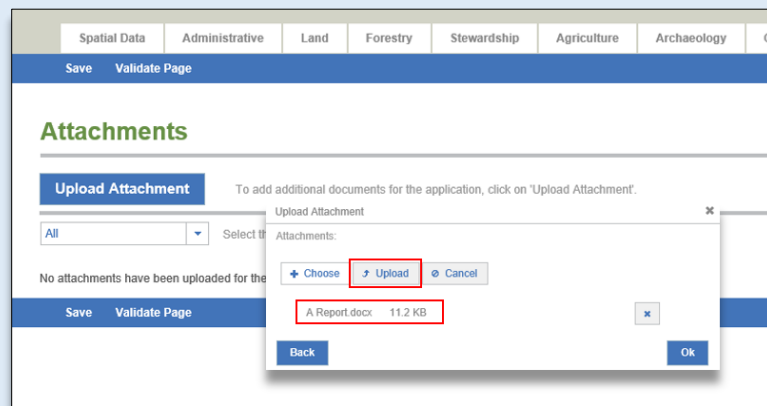 Spatial Data Administrative Land Forestry Stewardship Agriculture Archaeology
Save Validate Page
Attachments
Upload Attachment To add additional documents for the application, click on 'Upload Attachment'.
Upload Attachment
All Select th
Attachments:
Choose Upload Cancel
No attachments have been uploaded for the
A Report.docx 11.2 KB
Save Validate Page
Back Ok